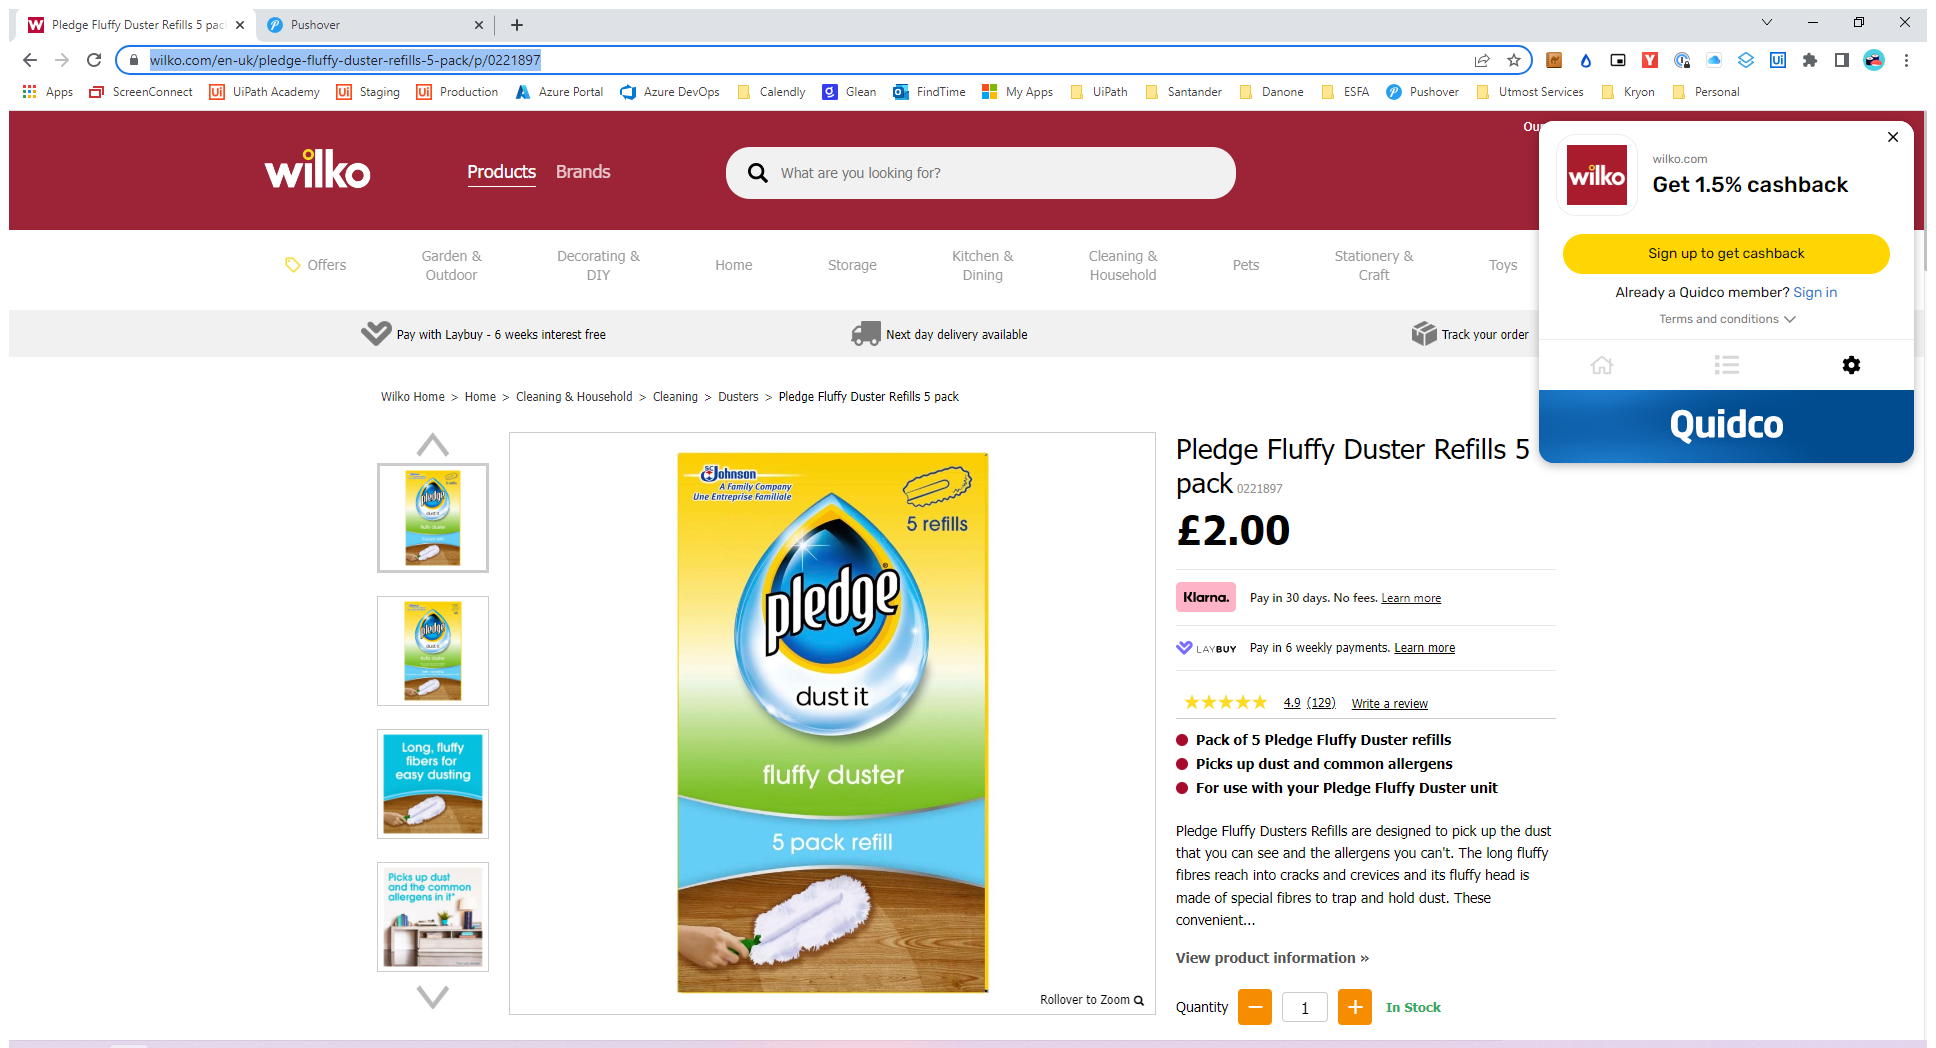 Pledge Fluffy Duster Refills 5 pac
Pushover
wilko.com/en-uk/pledge-fluffy-duster-refills-5-pack/p/0221897
Apps
ScreenConnect
UiPath Academy
Staging
Production
Azure Portal
Azure DevOps
Calendly
Glean
FindTime
My Apps
UiPath
Santander
Danone
ESFA
Pushover
Utmost Services
Kryon
Personal
Our
wilko
Products
Brands
What are you looking for?
Offers
Garden &
Outdoor
Decorating &
DIY
Home
Storage
Kitchen &
Dining
Cleaning &
Household
Pets
Stationery &
Craft
Toys
Pay with Laybuy - 6 weeks interest free
Next day delivery available
Track your order
wilko
wilko.com
Get 1.5% cashback
Sign up to get cashback
Already a Quidco member? Sign in
Terms and conditions
Quidco
Wilko Home > Home > Cleaning & Household > Cleaning > Dusters > Pledge Fluffy Duster Refills 5 pack
pledge
dust it
fluffy duster
pledge
dust it
fluffy duster
Long, fluffy
fibers for
easy dusting
Picks up dust
and the common
allergens in it*
SC Johnson
A Family Company
Une Entreprise Familiale
5 refills
pledge
dust it
fluffy duster
5 pack refill
Rollover to Zoom
Pledge Fluffy Duster Refills 5
pack 0221897
£2.00
Klarna. Pay in 30 days. No fees. Learn more
LAYBUY Pay in 6 weekly payments. Learn more
4.9 (129) Write a review
Pack of 5 Pledge Fluffy Duster refills
Picks up dust and common allergens
For use with your Pledge Fluffy Duster unit
Pledge Fluffy Dusters Refills are designed to pick up the dust
that you can see and the allergens you can't. The long fluffy
fibres reach into cracks and crevices and its fluffy head is
made of special fibres to trap and hold dust. These
convenient...
View product information »
Quantity − 1 + In Stock